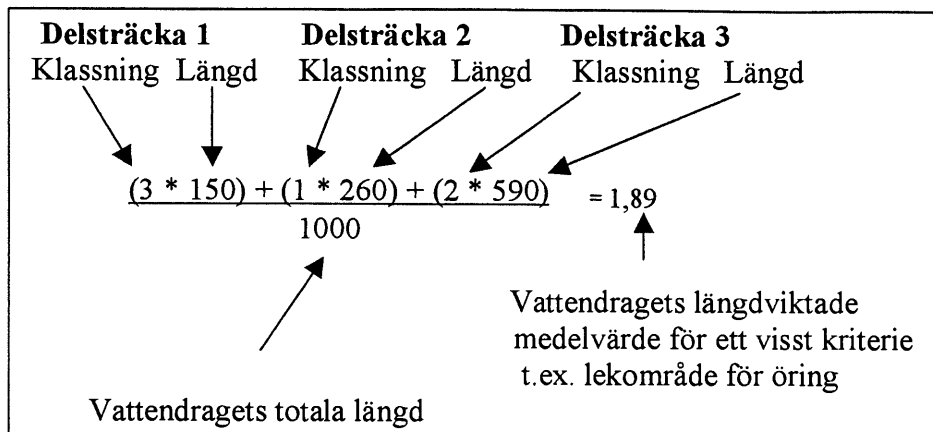 Delsträcka 1 Delsträcka 2 Delsträcka 3
Klassning Längd Klassning Längd Klassning Längd
(3 * 150) + (1 * 260) + (2 * 590) = 1,89
1000
Vattendragets längdviktade
medelvärde för ett visst kriterie
t.ex. lekområde för öring
Vattendragets totala längd